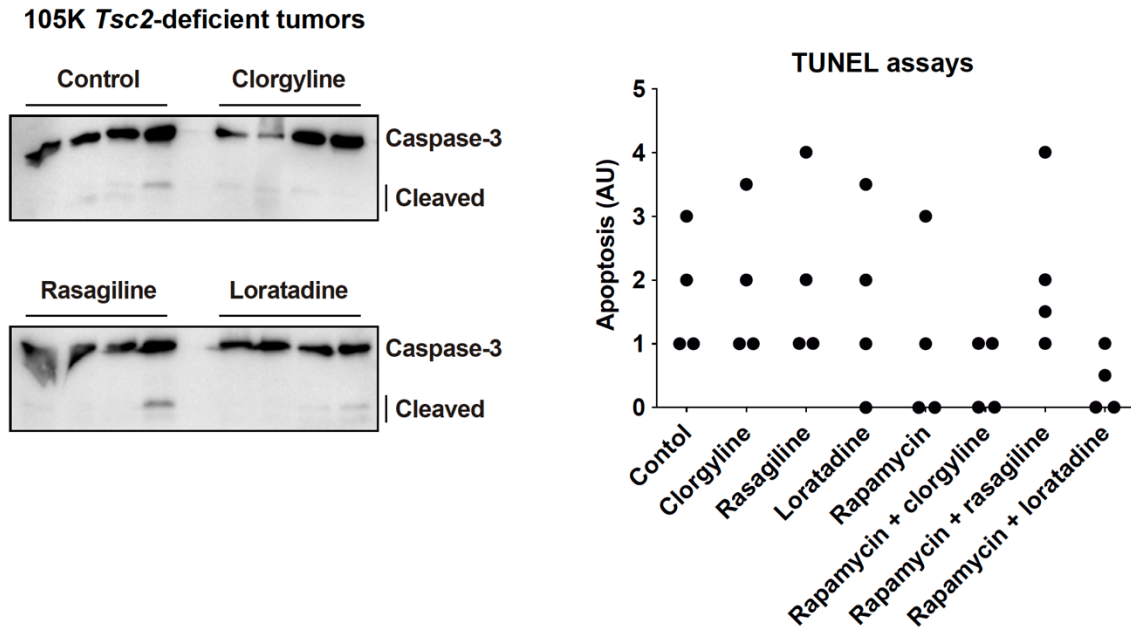 105K Tsc2-deficient tumors
Control Clorgyline
Caspase-3
Cleaved
Rasagiline Loratadine
Caspase-3
Cleaved
TUNEL assays
Apoptosis (AU)
5
4
3
2
1
0
Contol
Clorgyline
Rasagiline
Loratadine
Rapamycin
Rapamycin + clorgyline
Rapamycin + rasagiline
Rapamycin + loratadine